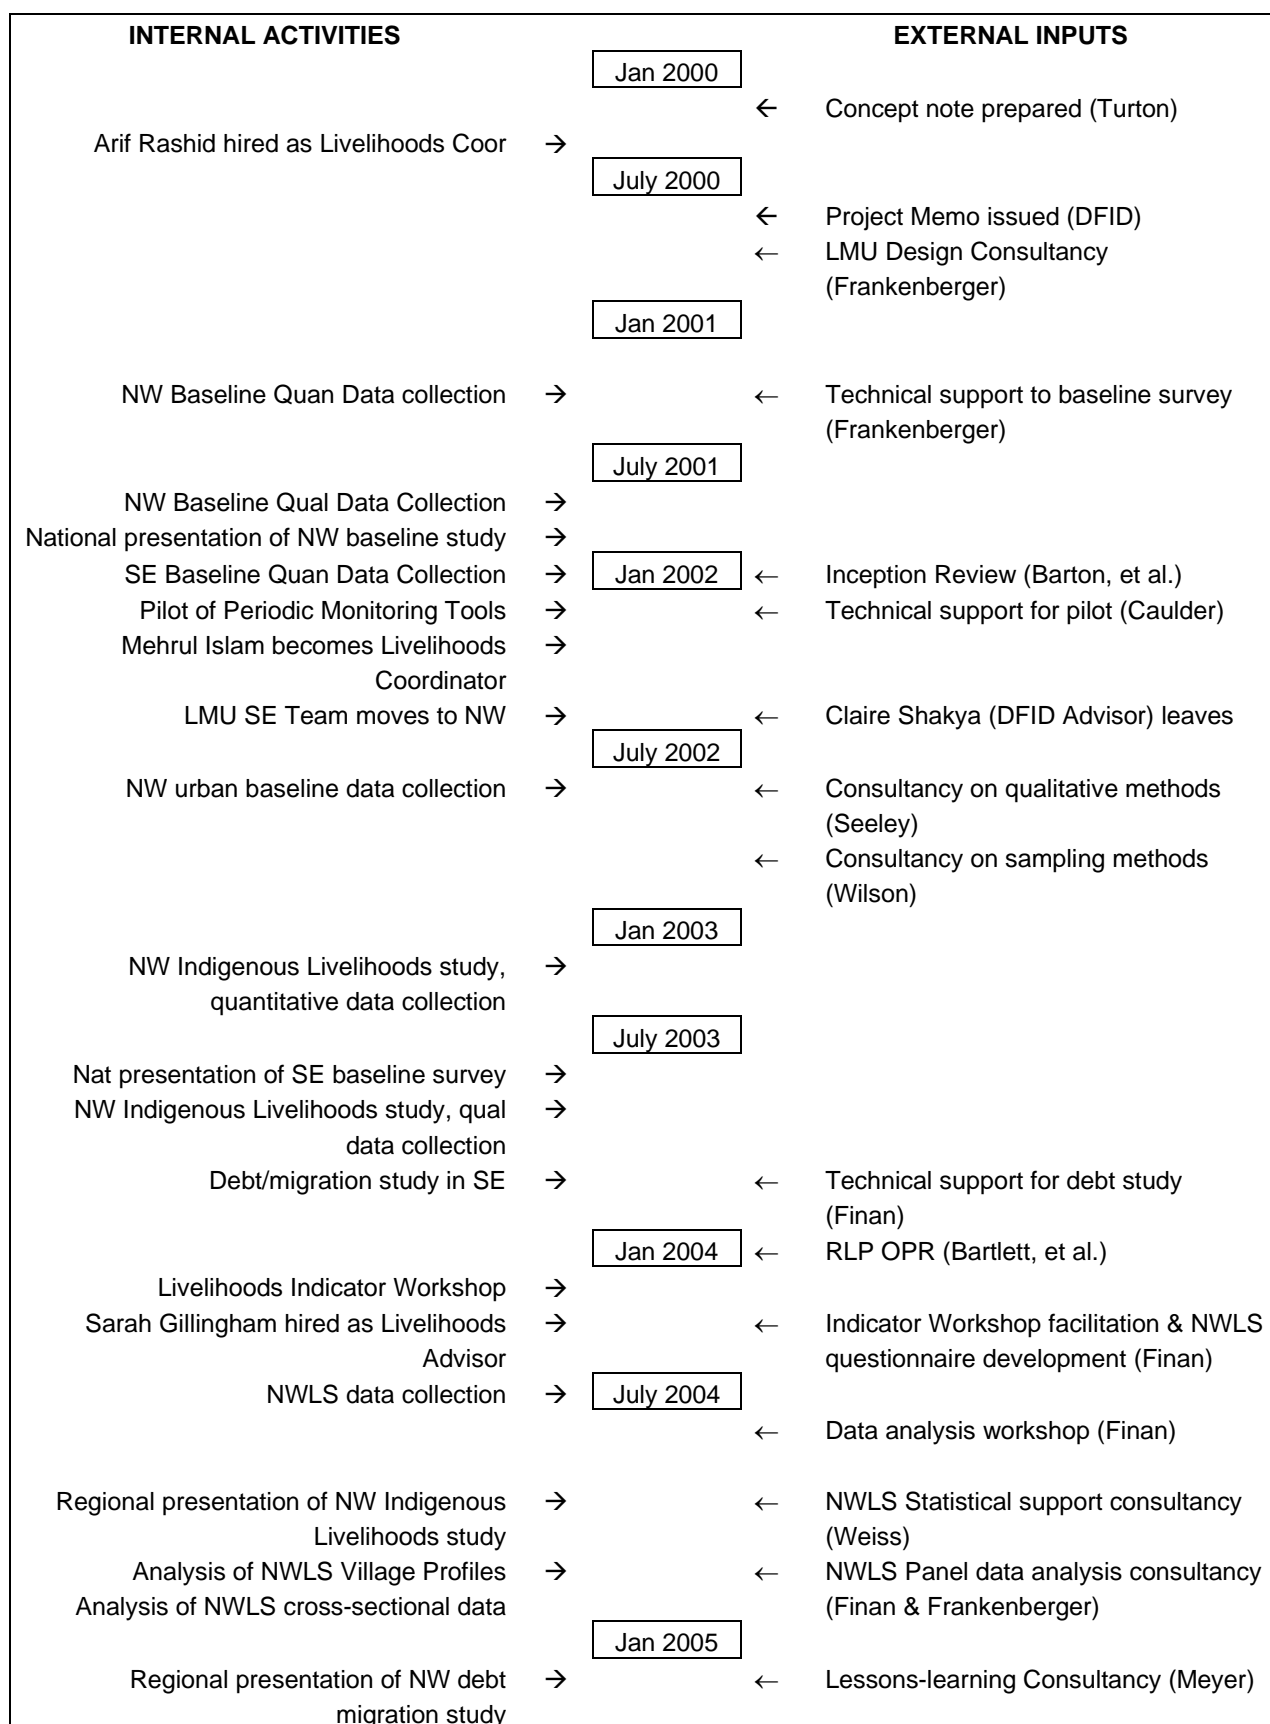 INTERNAL ACTIVITIES EXTERNAL INPUTS
Jan 2000
← Concept note prepared (Turton)
Arif Rashid hired as Livelihoods Coor →
July 2000
← Project Memo issued (DFID)
← LMU Design Consultancy
(Frankenberger)
Jan 2001
NW Baseline Quan Data collection → ← Technical support to baseline survey
(Frankenberger)
July 2001
NW Baseline Qual Data Collection →
National presentation of NW baseline study →
SE Baseline Quan Data Collection → Jan 2002 ← Inception Review (Barton, et al.)
Pilot of Periodic Monitoring Tools → ← Technical support for pilot (Caulder)
Mehrul Islam becomes Livelihoods →
Coordinator
LMU SE Team moves to NW → ← Claire Shakya (DFID Advisor) leaves
July 2002
NW urban baseline data collection → ← Consultancy on qualitative methods
(Seeley)
← Consultancy on sampling methods
(Wilson)
Jan 2003
NW Indigenous Livelihoods study, →
quantitative data collection
July 2003
Nat presentation of SE baseline survey →
NW Indigenous Livelihoods study, qual →
data collection
Debt/migration study in SE → ← Technical support for debt study
(Finan)
Jan 2004 ← RLP OPR (Bartlett, et al.)
Livelihoods Indicator Workshop →
Sarah Gillingham hired as Livelihoods → ← Indicator Workshop facilitation & NWLS
Advisor questionnaire development (Finan)
NWLS data collection → July 2004
← Data analysis workshop (Finan)
Regional presentation of NW Indigenous → ← NWLS Statistical support consultancy
Livelihoods study (Weiss)
Analysis of NWLS Village Profiles → ← NWLS Panel data analysis consultancy
Analysis of NWLS cross-sectional data (Finan & Frankenberger)
Jan 2005
Regional presentation of NW debt → ← Lessons-learning Consultancy (Meyer)
migration study